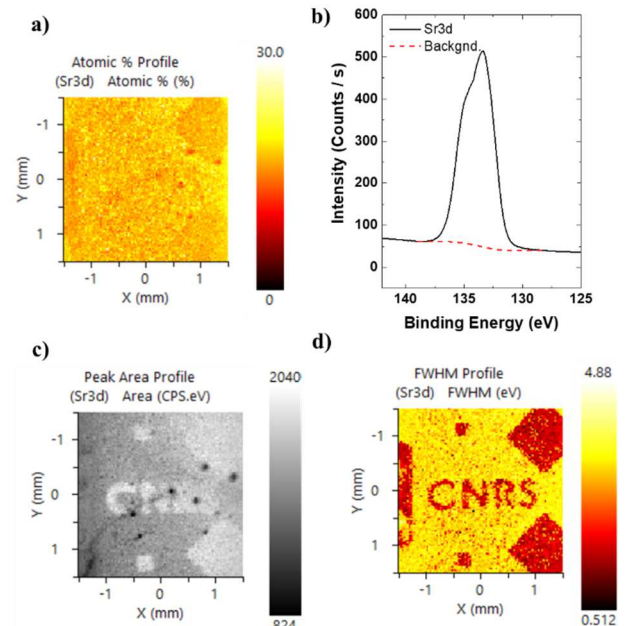 a)
Atomic % Profile
(Sr3d) Atomic % (%)
30.0
-1
0
1
Y (mm)
-1 0 1
X (mm)
0
b)
Sr3d
Backgnd.
600
500
400
300
200
100
0
Intensity (Counts / s)
140 135 130 125
Binding Energy (eV)
c)
Peak Area Profile
(Sr3d) Area (CPS.eV)
2040
-1
0
1
Y (mm)
CNRS
-1 0 1
X (mm)
824
d)
FWHM Profile
(Sr3d) FWHM (eV)
4.88
-1
0
1
Y (mm)
CNRS
-1 0 1
X (mm)
0.512